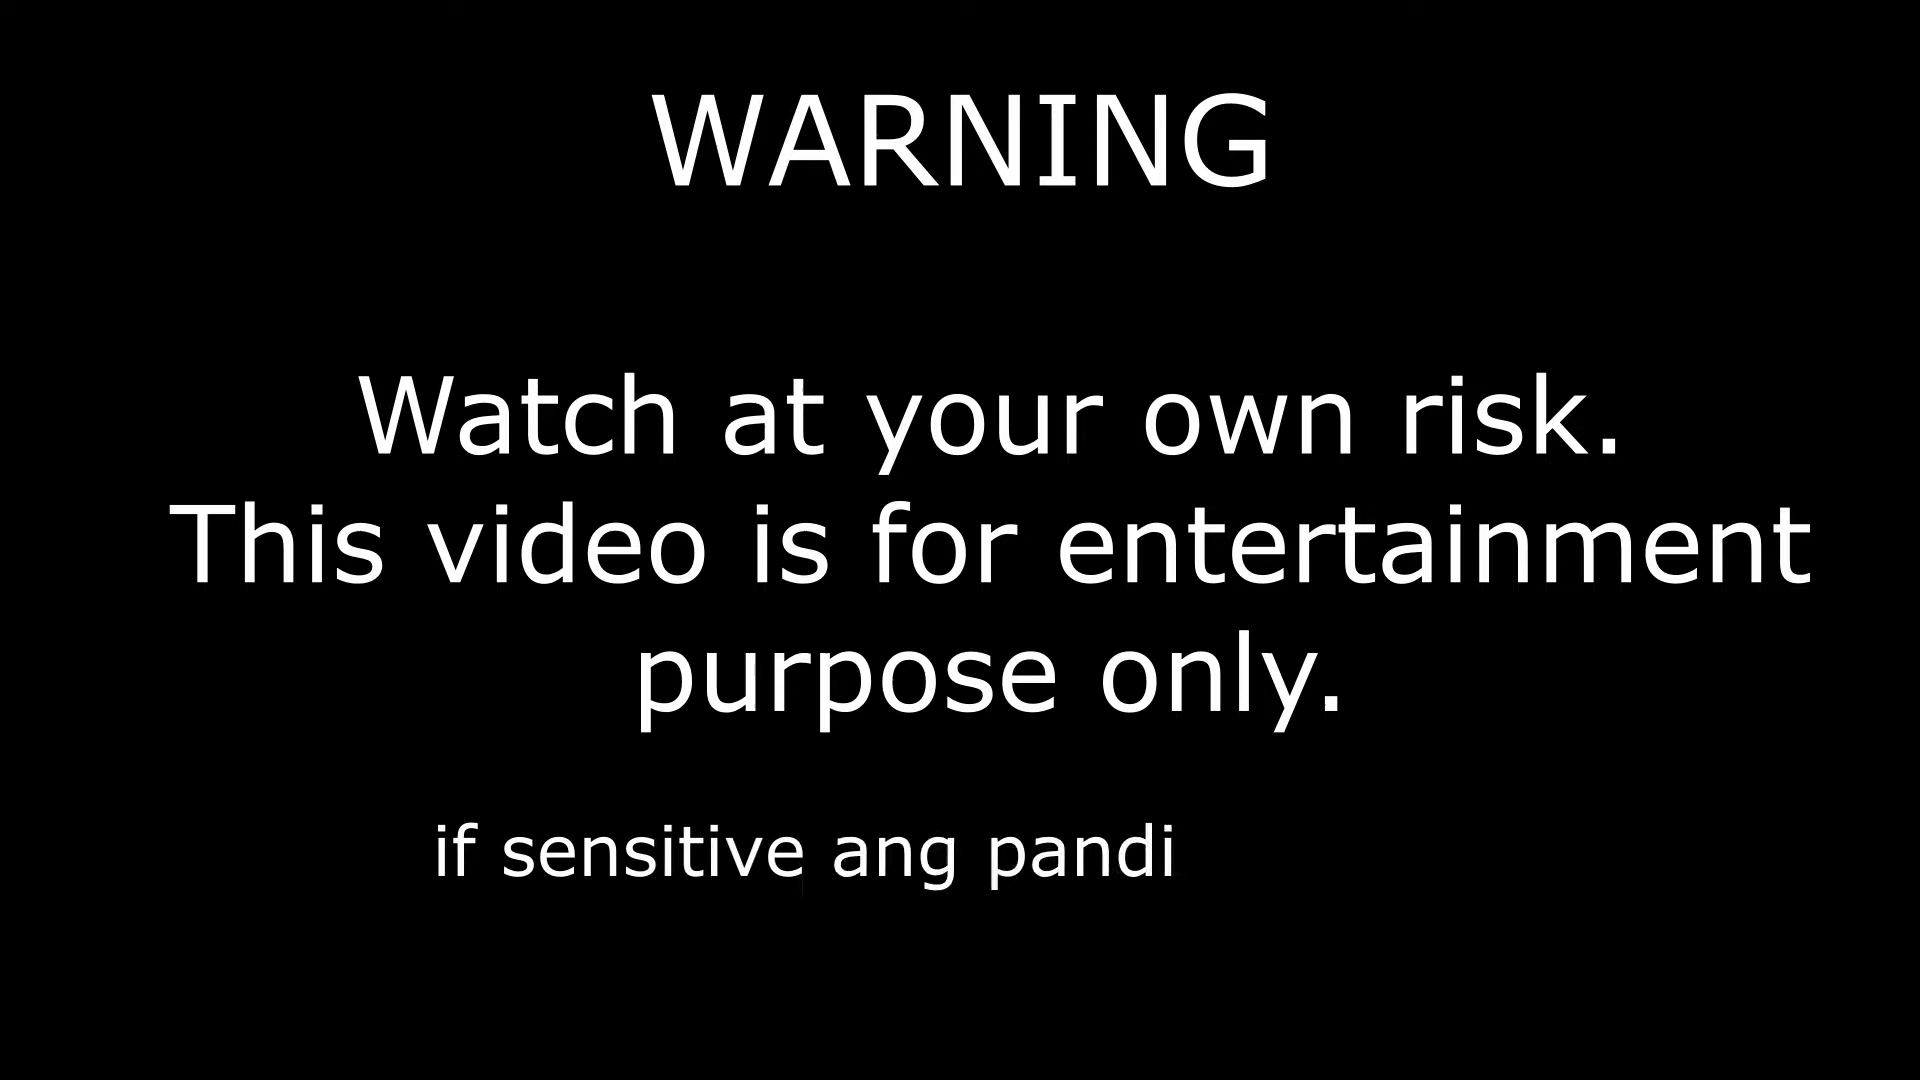 WARNING
Watch at your own risk.
This video is for entertainment
purpose only.
if sensitive ang pandi